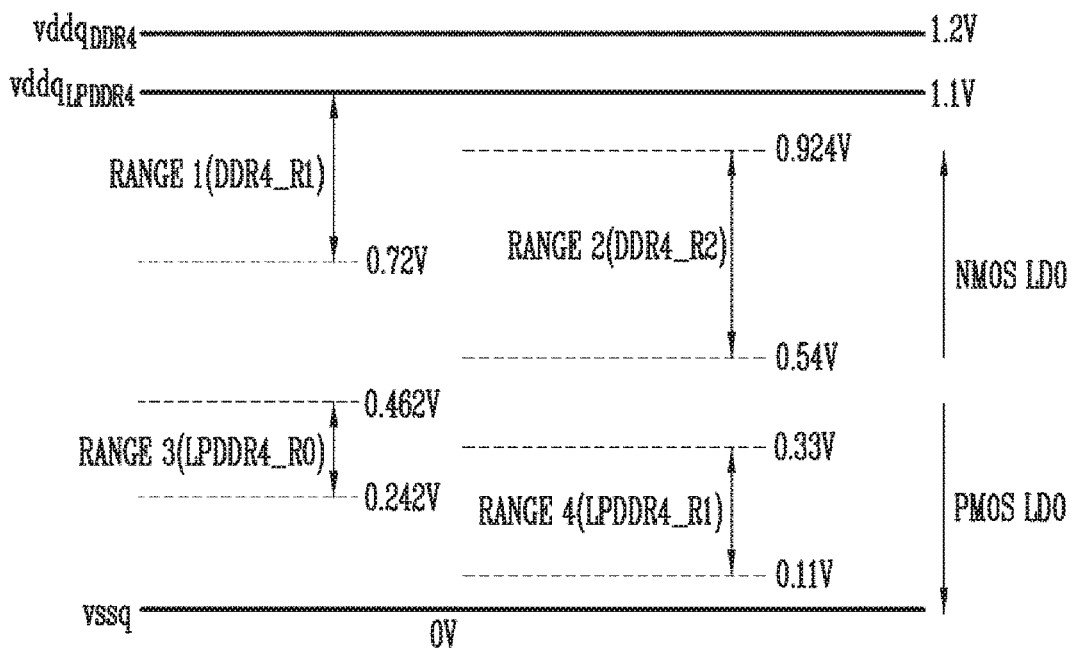 vddqDDR4 1.2V
vddqLPDDR4 1.1V
0.924V
RANGE 1(DDR4_R1)
RANGE 2(DDR4_R2)
0.72V
NMOS LDO
0.54V
0.462V
RANGE 3(LPDDR4_R0)
0.33V
0.242V
RANGE 4(LPDDR4_R1)
PMOS LDO
0.11V
vssq
0V